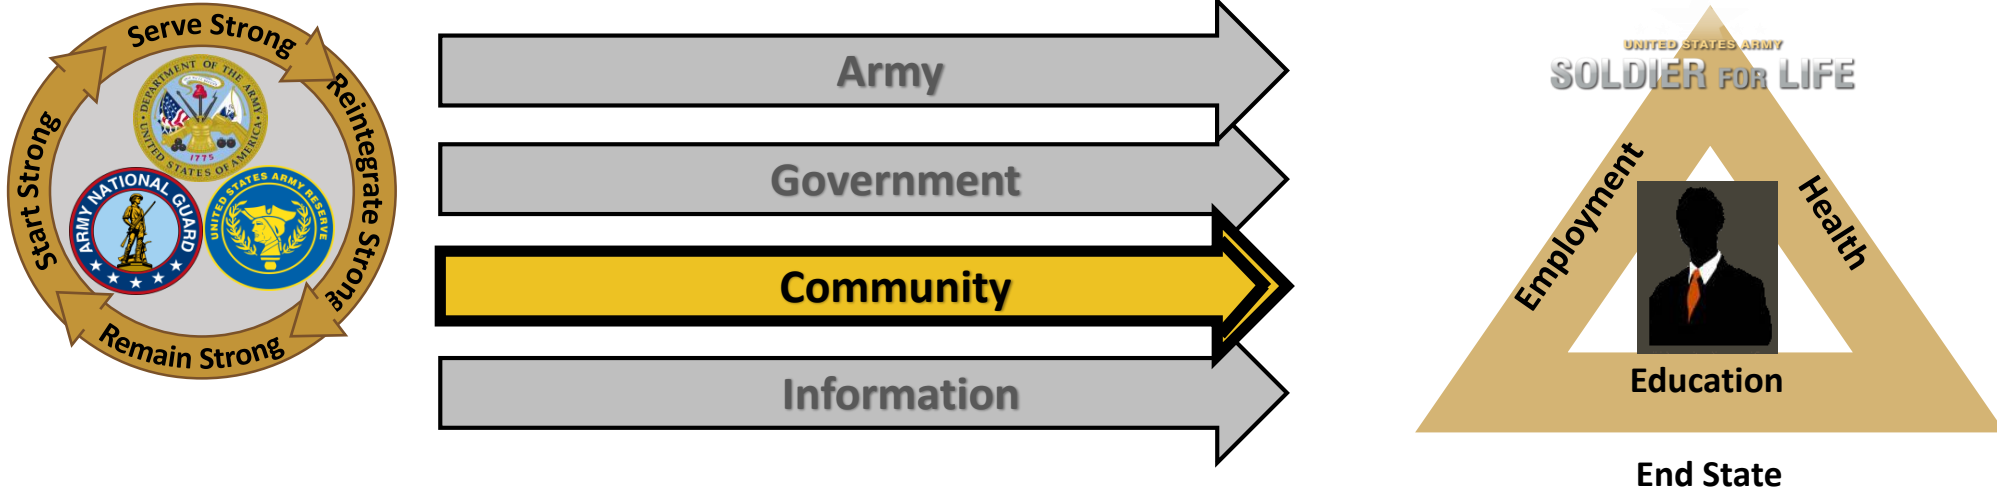 Serve Strong
Reintegrate Strong
Remain Strong
Start Strong
DEPARTMENT OF THE ARMY
UNITED STATES OF AMERICA
1775
ARMY NATIONAL GUARD
UNITED STATES ARMY RESERVE
Army
Government
Community
Information
UNITED STATES ARMY
SOLDIER FOR LIFE
Employment
Health
Education
End State